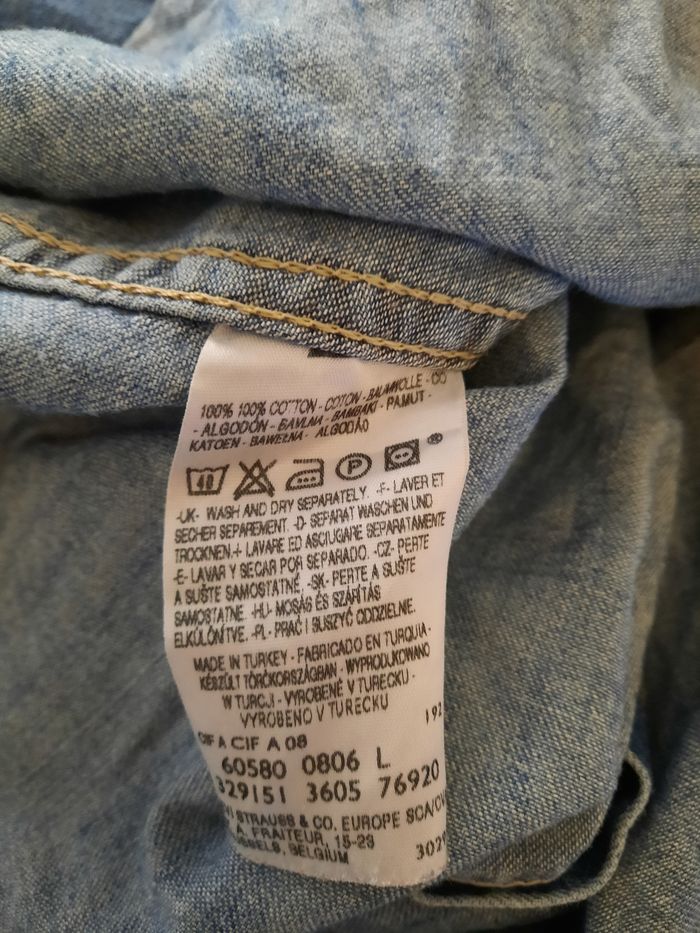 100% 100% COTTON - COTON - BAUMWOLLE - CO
- ALGODÓN - BAVLNA - BAMBAKI - PAMUT -
KATOEN - BAWEŁNA - ALGODÃO
40 P
-UK- WASH AND DRY SEPARATELY. -F- LAVER ET
SECHER SEPAREMENT. -D- SEPARAT WASCHEN UND
TROCKNEN.-I- LAVARE ED ASCIUGARE SEPARATAMENTE
-E- LAVAR Y SECAR POR SEPARADO. -CZ- PERTE
A SUŠTE SAMOSTATNĚ. -SK- PERTE A SUŠTE
SAMOSTATNE. -HU- MOSÁS ÉS SZÁRÍTÁS
ELKÜLÖNÍTVE. -PL- PRAĆ I SUSZYĆ ODDZIELNIE.
MADE IN TURKEY - FABRICADO EN TURQUIA -
KÉSZÜLT TÖRÖKORSZÁGBAN - WYPRODUKOWANO
W TURCJI - VYROBENÉ V TURECKU -
VYROBENO V TURECKU
192
CIF A CIF A 08
60580 0806 L
329151 3605 76920
STRAUSS & CO. EUROPE SCA/
A. FRAITEUR, 15-23
BELGIUM
302